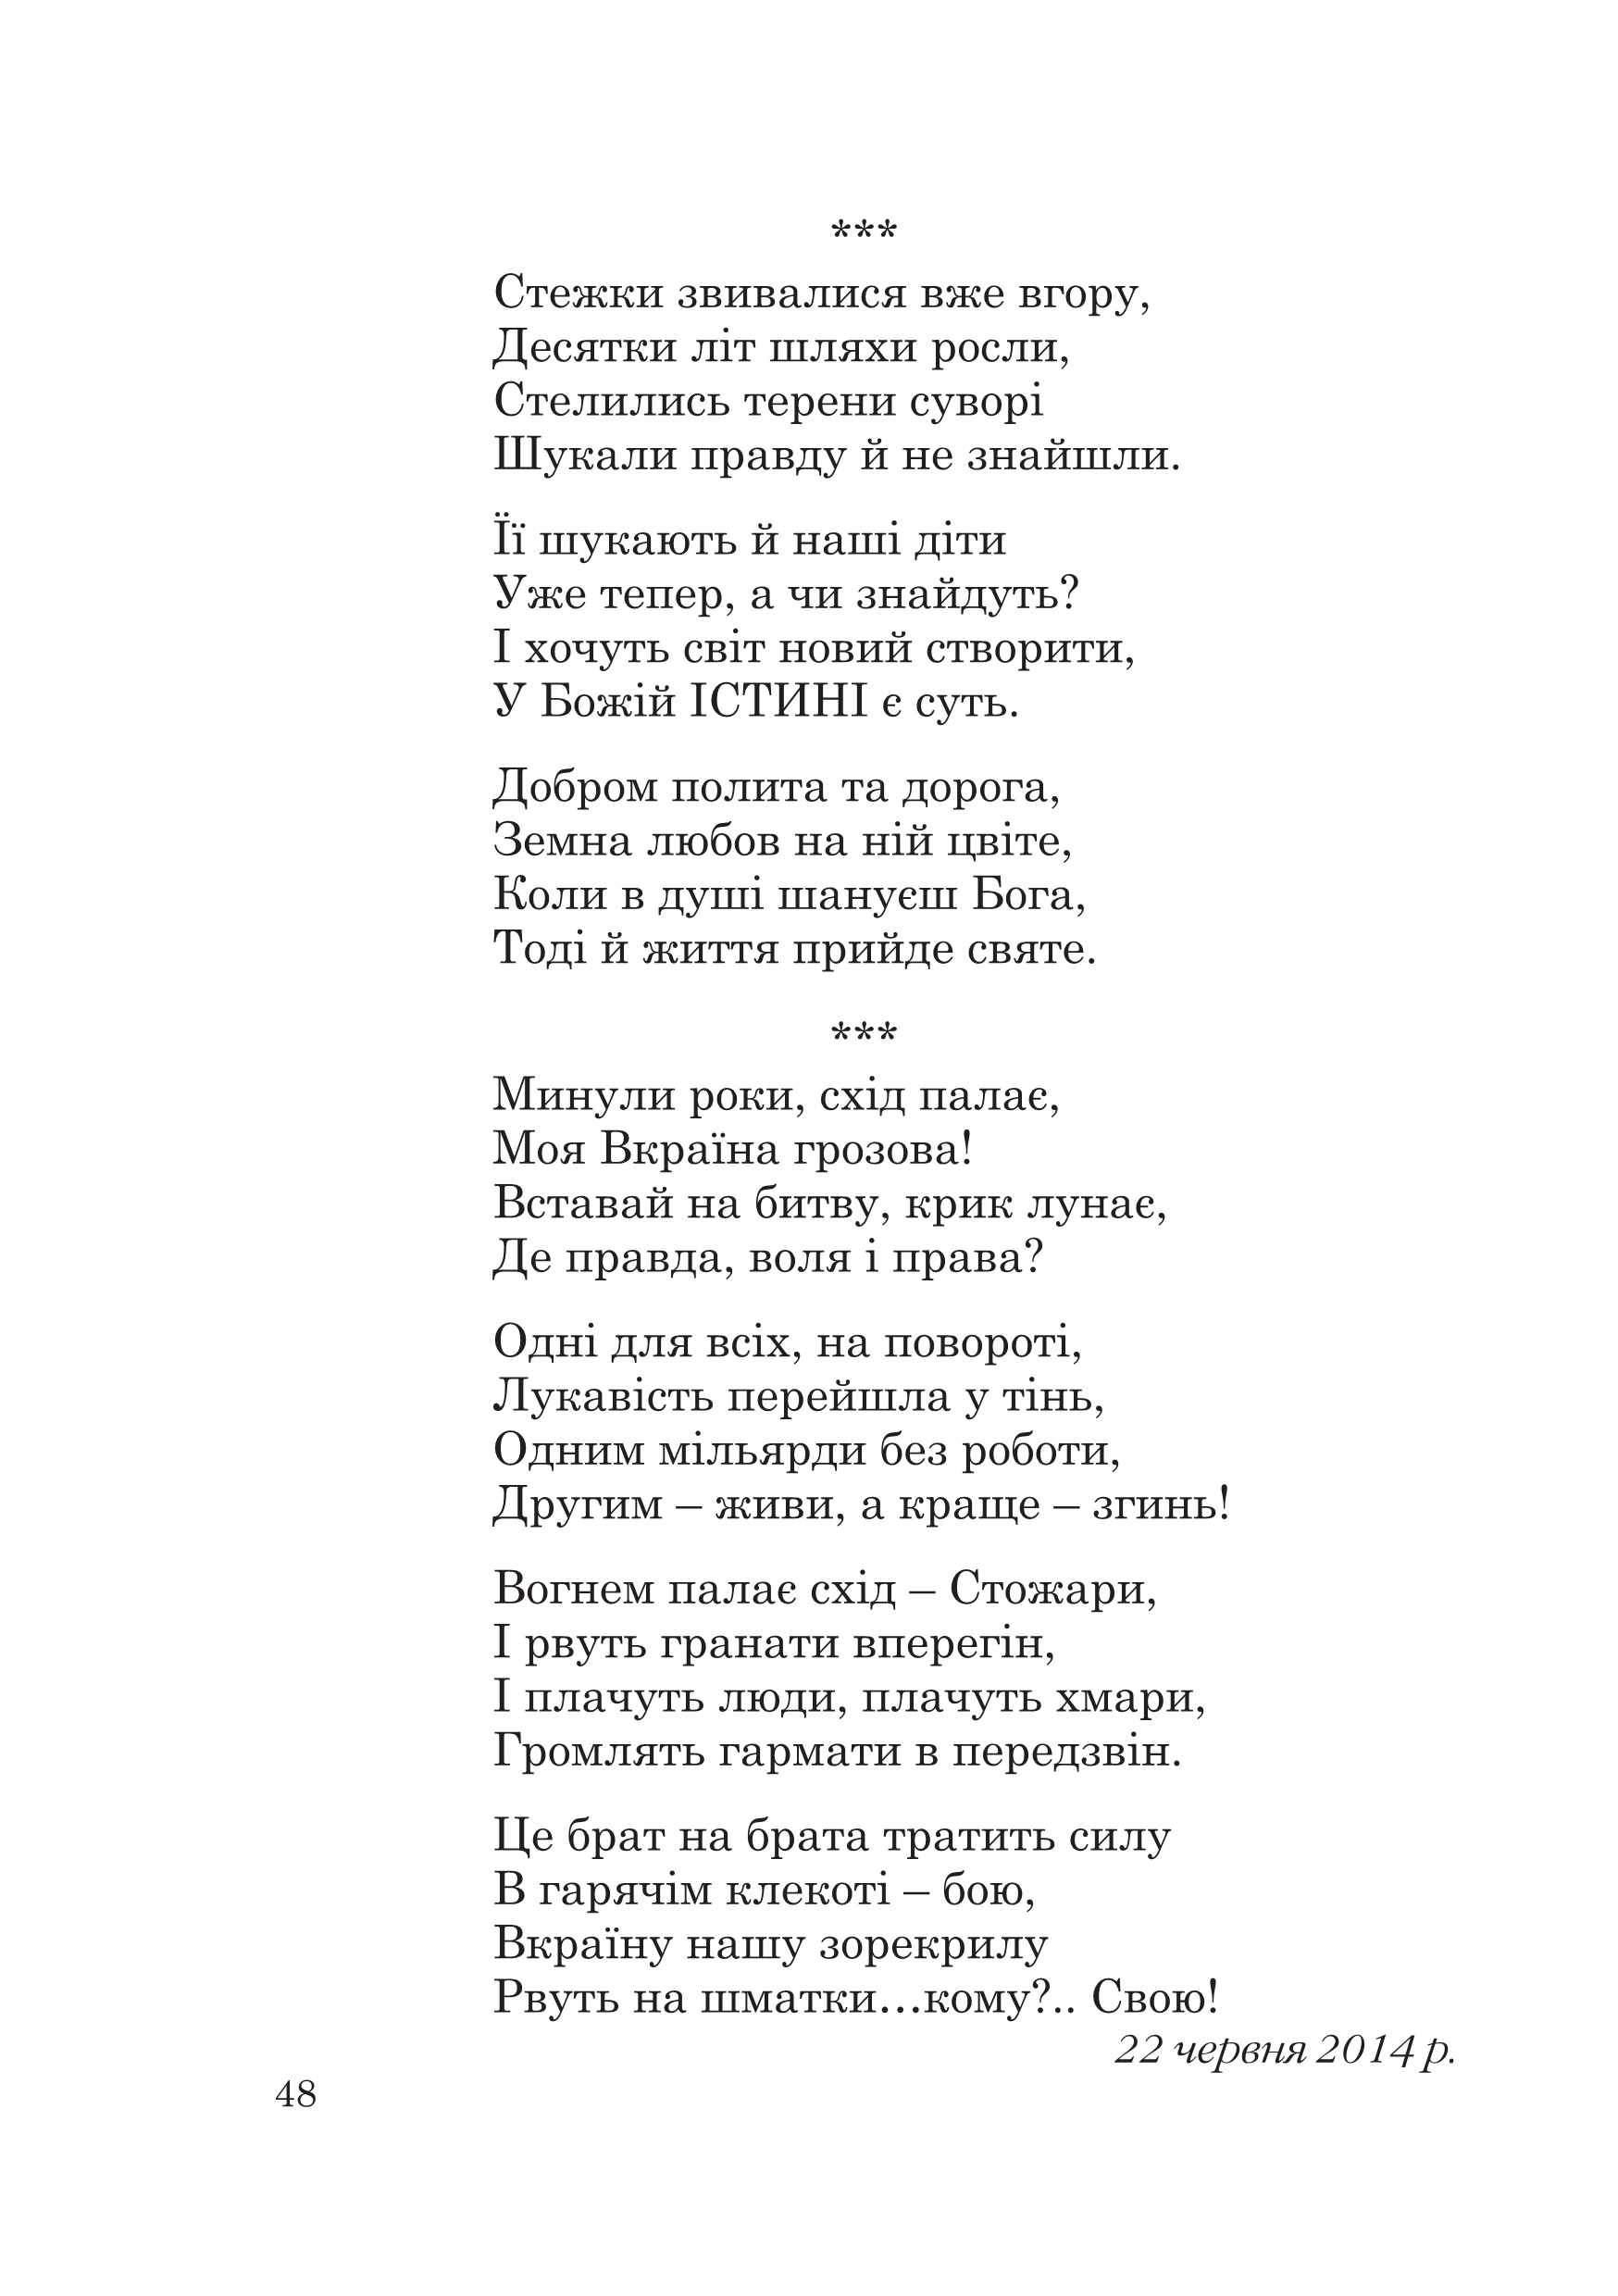 ***
Стежки звивалися вже вгору,
Десятки літ шляхи росли,
Стелились терени суворі
Шукали правду й не знайшли.
Її шукають й наші діти
Уже тепер, а чи знайдуть?
І хочуть світ новий створити,
У Божій ІСТИНІ є суть.
Добром полита та дорога,
Земна любов на ній цвіте,
Коли в душі шануєш Бога,
Тоді й життя прийде святе.
***
Минули роки, схід палає,
Моя Вкраїна грозова!
Вставай на битву, крик лунає,
Де правда, воля і права?
Одні для всіх, на повороті,
Лукавість перейшла у тінь,
Одним мільярди без роботи,
Другим – живи, а краще – згинь!
Вогнем палає схід – Стожари,
І рвуть гранати вперегін,
І плачуть люди, плачуть хмари,
Громлять гармати в передзвін.
Це брат на брата тратить силу
В гарячім клекоті – бою,
Вкраїну нашу зорекрилу
Рвуть на шматки...кому?.. Свою!
22 червня 2014 р.
48